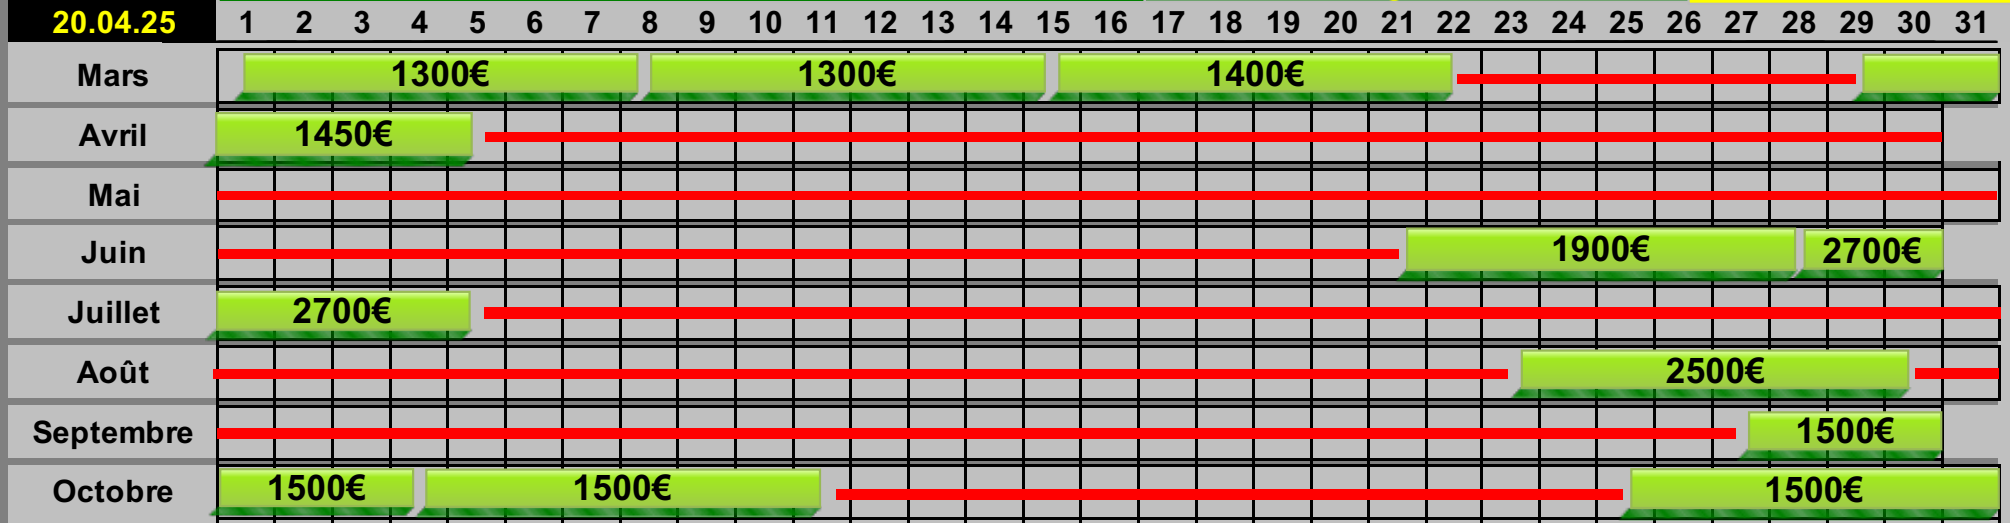 20.04.25 1 2 3 4 5 6 7 8 9 10 11 12 13 14 15 16 17 18 19 20 21 22 23 24 25 26 27 28 29 30 31
Mars 1300€ 1300€ 1400€
Avril 1450€
Mai
Juin 1900€ 2700€
Juillet 2700€
Août 2500€
Septembre 1500€
Octobre 1500€ 1500€ 1500€